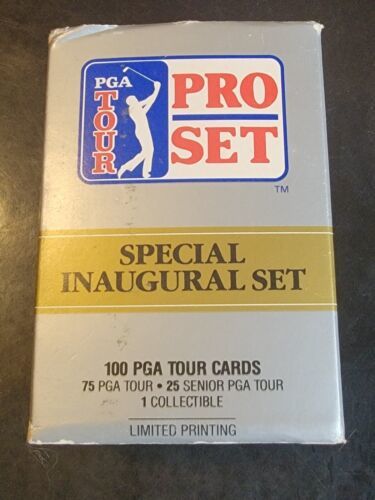 PGA
TOUR
PRO
SET
TM
SPECIAL
INAUGURAL SET
100 PGA TOUR CARDS
75 PGA TOUR • 25 SENIOR PGA TOUR
1 COLLECTIBLE
LIMITED PRINTING